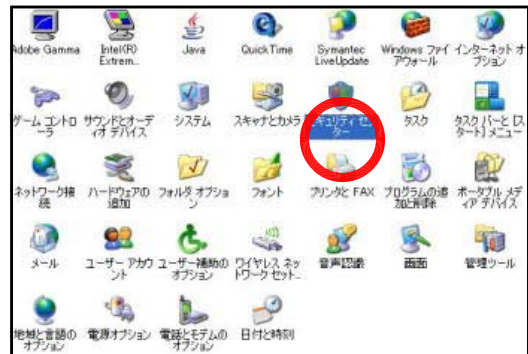 Adobe Gamma
Intel(R)
Extrem...
Java
QuickTime
Symantec
LiveUpdate
Windows ファイ
アウォール
インターネット オ
プション
ゲーム コントロ
ーラ
サウンドとオーデ
ィオ デバイス
システム
スキャナとカメラ
セキュリティ セン
ター
タスク
タスク バーと [ス
タート] メニュー
ネットワーク接
続
ハードウェアの
追加
フォルダ オプショ
ン
フォント
プリンタと FAX
プログラムの追
加と削除
ポータブル メデ
ィア デバイス
メール
ユーザー アカウ
ント
ユーザー補助の
オプション
ワイヤレス ネッ
トワーク セット...
音声認識
画面
管理ツール
地域と言語の
オプション
電源オプション
電話とモデムの
オプション
日付と時刻